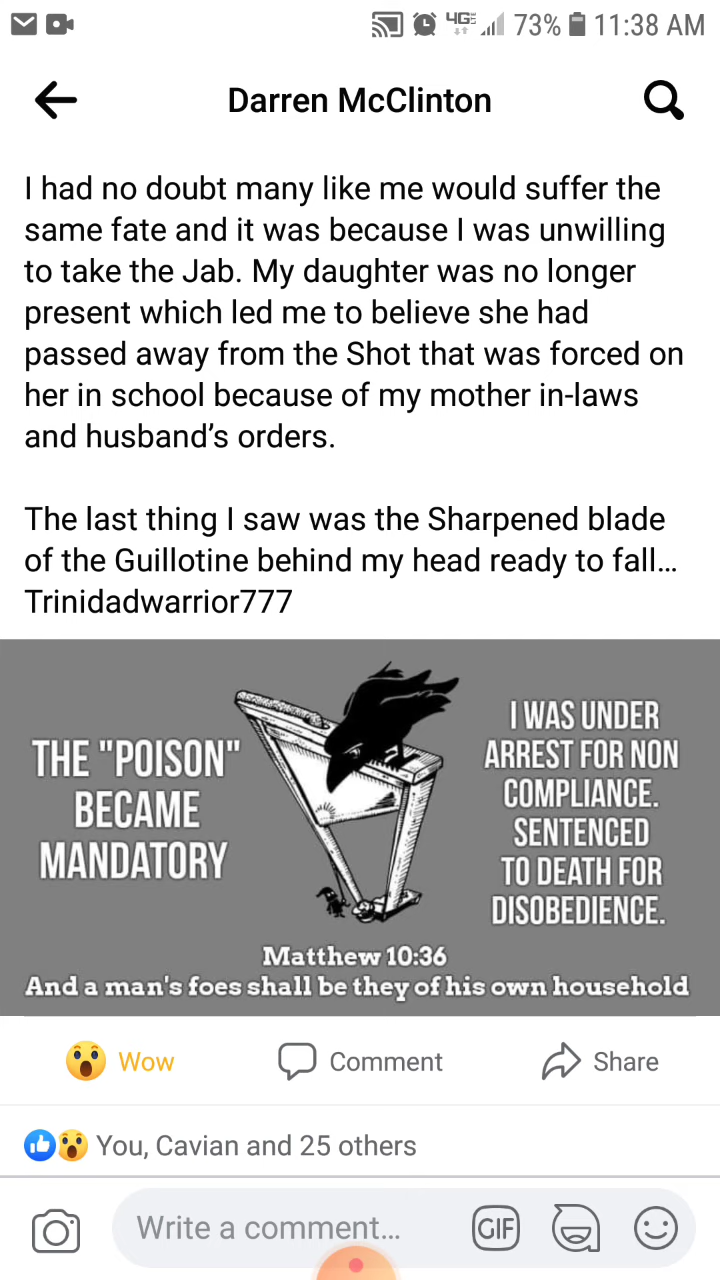 4GE 73% 11:38 AM
Darren McClinton
I had no doubt many like me would suffer the
same fate and it was because I was unwilling
to take the Jab. My daughter was no longer
present which led me to believe she had
passed away from the Shot that was forced on
her in school because of my mother in-laws
and husband’s orders.
The last thing I saw was the Sharpened blade
of the Guillotine behind my head ready to fall...
Trinidadwarrior777
THE "POISON"
BECAME
MANDATORY
I WAS UNDER
ARREST FOR NON
COMPLIANCE.
SENTENCED
TO DEATH FOR
DISOBEDIENCE.
Matthew 10:36
And a man's foes shall be they of his own household
Wow Comment Share
You, Cavian and 25 others
Write a comment... GIF